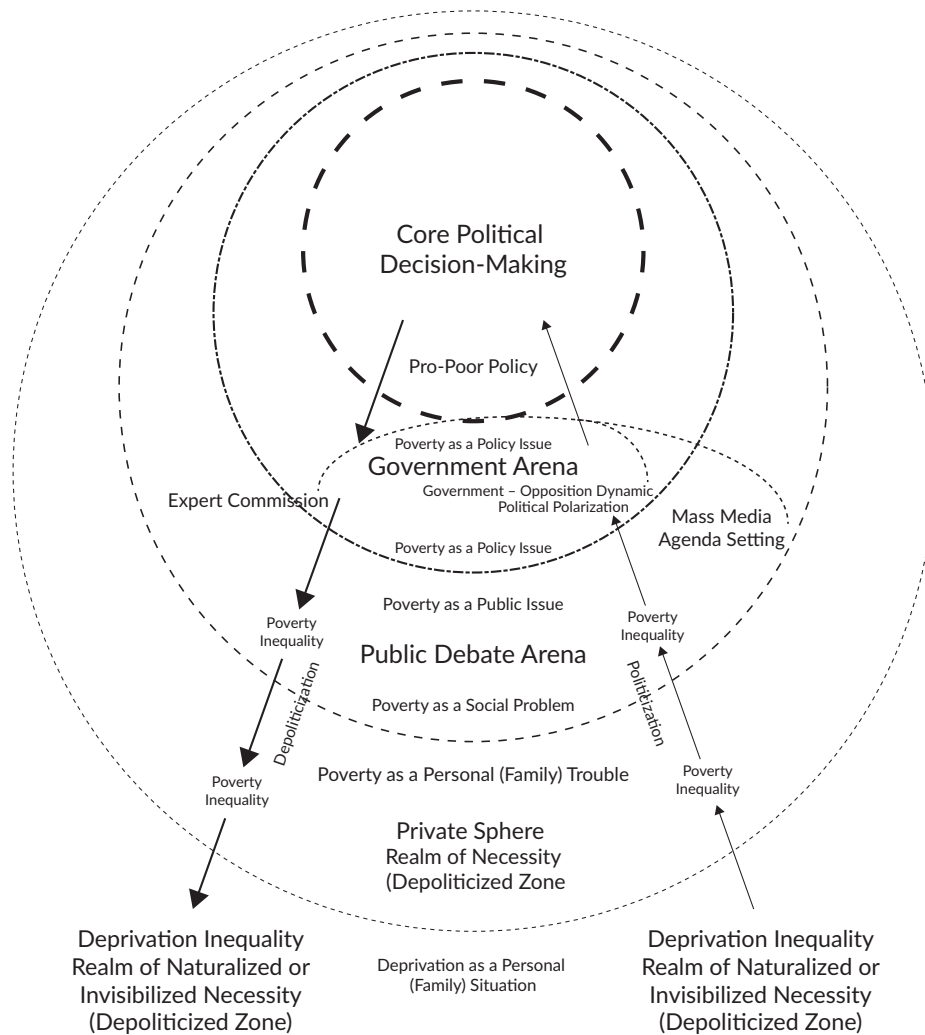 Core Political
Decision-Making
Pro-Poor Policy
Poverty as a Policy Issue
Government Arena
Government – Opposition Dynamic
Political Polarization
Expert Commission
Mass Media
Agenda Setting
Poverty as a Policy Issue
Poverty as a Public Issue
Poverty
Inequality
Poverty
Inequality
Public Debate Arena
Depoliticization
Politicization
Poverty as a Social Problem
Poverty as a Personal (Family) Trouble
Poverty
Inequality
Poverty
Inequality
Private Sphere
Realm of Necessity
(Depoliticized Zone
Deprivation Inequality
Realm of Naturalized or
Invisibilized Necessity
(Depoliticized Zone)
Deprivation as a Personal
(Family) Situation
Deprivation Inequality
Realm of Naturalized or
Invisibilized Necessity
(Depoliticized Zone)